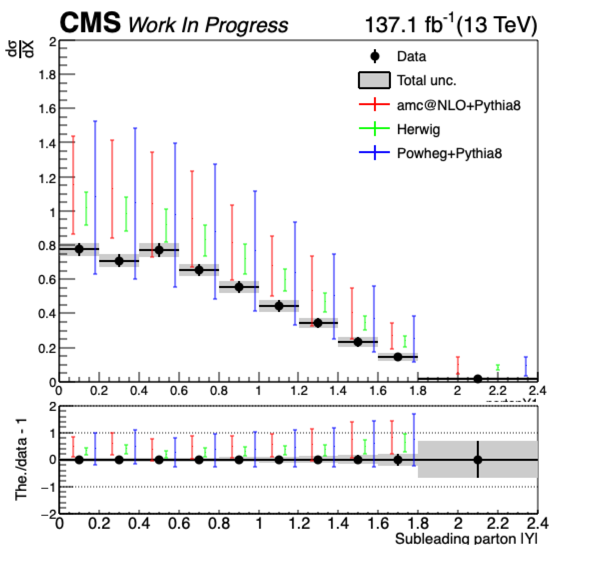 CMS Work In Progress 137.1 fb-1(13 TeV)
dσ
dX
Data
Total unc.
amc@NLO+Pythia8
Herwig
Powheg+Pythia8
2
1.8
1.6
1.4
1.2
1
0.8
0.6
0.4
0.2
0
0 0.2 0.4 0.6 0.8 1 1.2 1.4 1.6 1.8 2 2.2 2.4
The./data - 1
2
1
0
−1
−2
0 0.2 0.4 0.6 0.8 1 1.2 1.4 1.6 1.8 2 2.2 2.4
Subleading parton |Y|